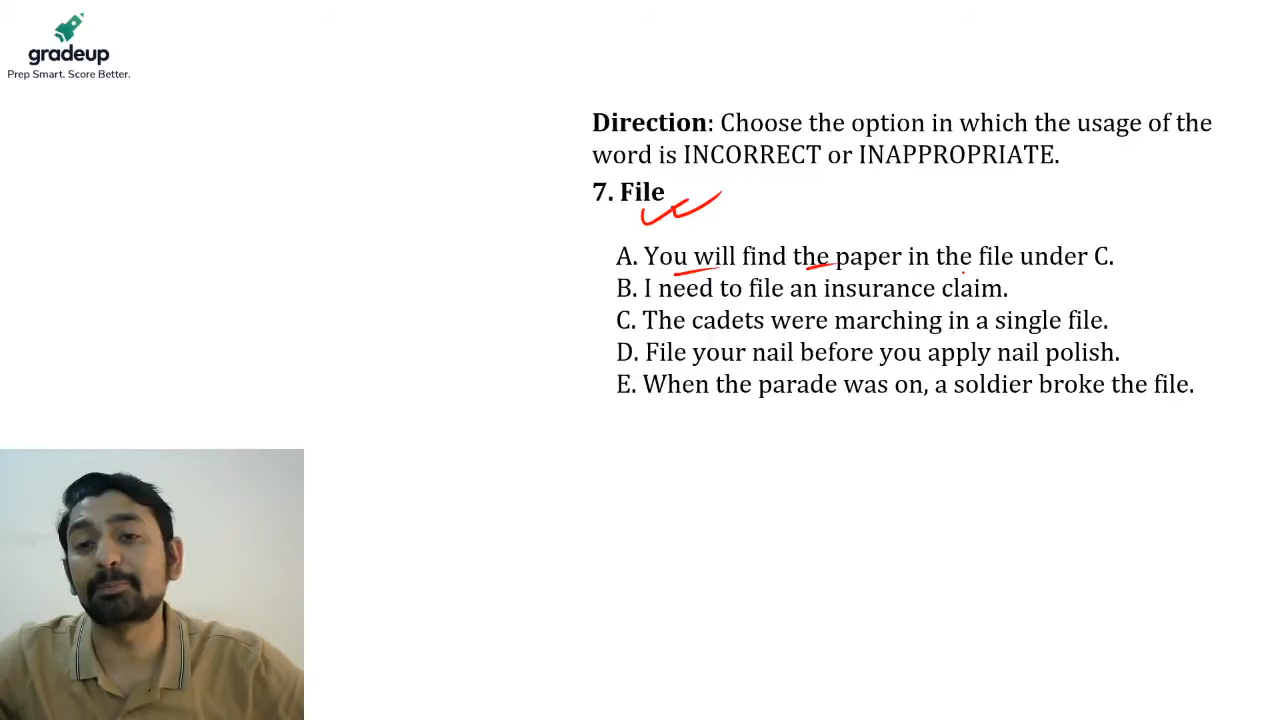 gradeup
Prep Smart. Score Better.
Direction: Choose the option in which the usage of the
word is INCORRECT or INAPPROPRIATE.
7. File
A. You will find the paper in the file under C.
B. I need to file an insurance claim.
C. The cadets were marching in a single file.
D. File your nail before you apply nail polish.
E. When the parade was on, a soldier broke the file.